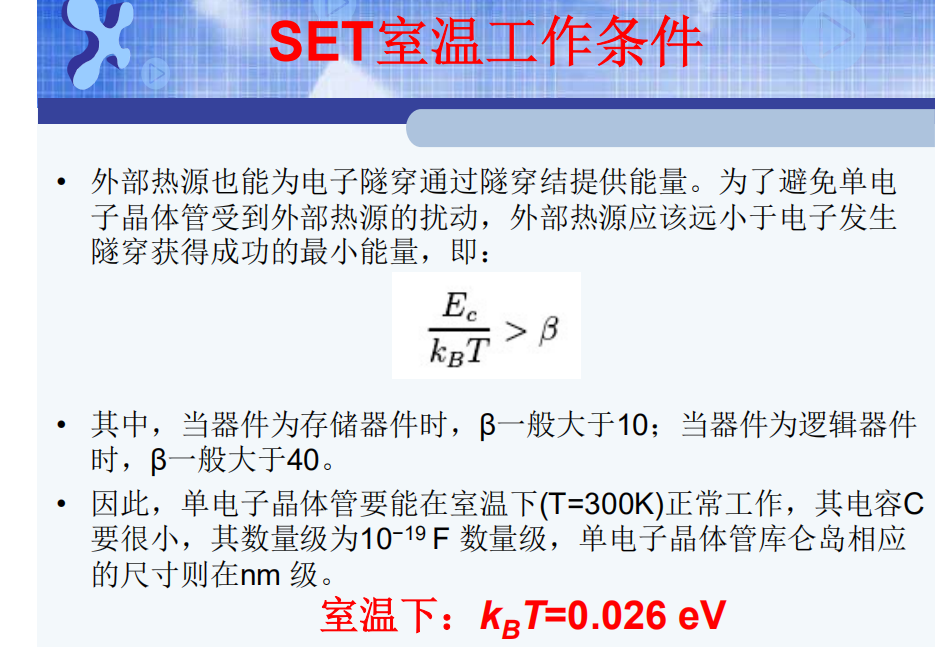 SET室温工作条件
• 外部热源也能为电子隧穿通过隧穿结提供能量。为了避免单电
子晶体管受到外部热源的扰动，外部热源应该远小于电子发生
隧穿获得成功的最小能量，即：
E_c / k_BT > β
• 其中，当器件为存储器件时，β一般大于10；当器件为逻辑器件
时，β一般大于40。
• 因此，单电子晶体管要能在室温下(T=300K)正常工作，其电容C
要很小，其数量级为10⁻¹⁹ F 数量级，单电子晶体管库仑岛相应
的尺寸则在nm 级。
室温下：k_BT=0.026 eV